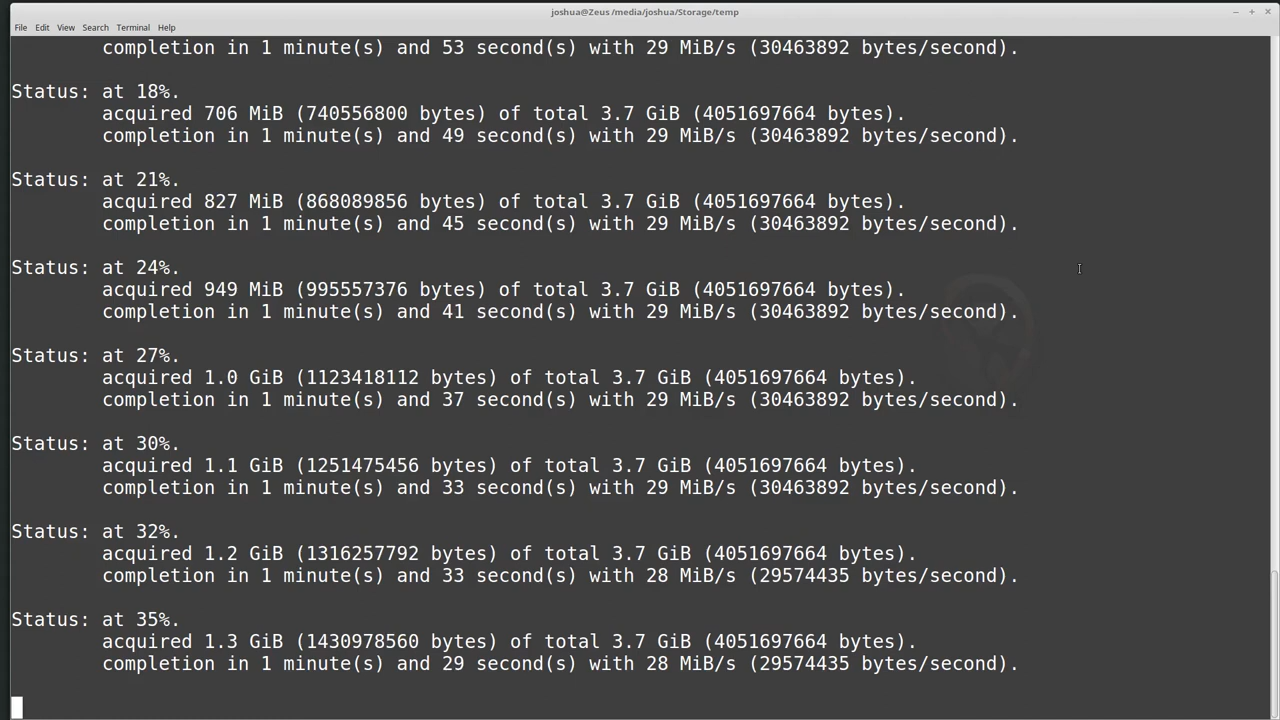 joshua@Zeus /media/joshua/Storage/temp
File Edit View Search Terminal Help
completion in 1 minute(s) and 53 second(s) with 29 MiB/s (30463892 bytes/second).
Status: at 18%.
acquired 706 MiB (740556800 bytes) of total 3.7 GiB (4051697664 bytes).
completion in 1 minute(s) and 49 second(s) with 29 MiB/s (30463892 bytes/second).
Status: at 21%.
acquired 827 MiB (868089856 bytes) of total 3.7 GiB (4051697664 bytes).
completion in 1 minute(s) and 45 second(s) with 29 MiB/s (30463892 bytes/second).
Status: at 24%.
acquired 949 MiB (995557376 bytes) of total 3.7 GiB (4051697664 bytes).
completion in 1 minute(s) and 41 second(s) with 29 MiB/s (30463892 bytes/second).
Status: at 27%.
acquired 1.0 GiB (1123418112 bytes) of total 3.7 GiB (4051697664 bytes).
completion in 1 minute(s) and 37 second(s) with 29 MiB/s (30463892 bytes/second).
Status: at 30%.
acquired 1.1 GiB (1251475456 bytes) of total 3.7 GiB (4051697664 bytes).
completion in 1 minute(s) and 33 second(s) with 29 MiB/s (30463892 bytes/second).
Status: at 32%.
acquired 1.2 GiB (1316257792 bytes) of total 3.7 GiB (4051697664 bytes).
completion in 1 minute(s) and 33 second(s) with 28 MiB/s (29574435 bytes/second).
Status: at 35%.
acquired 1.3 GiB (1430978560 bytes) of total 3.7 GiB (4051697664 bytes).
completion in 1 minute(s) and 29 second(s) with 28 MiB/s (29574435 bytes/second).